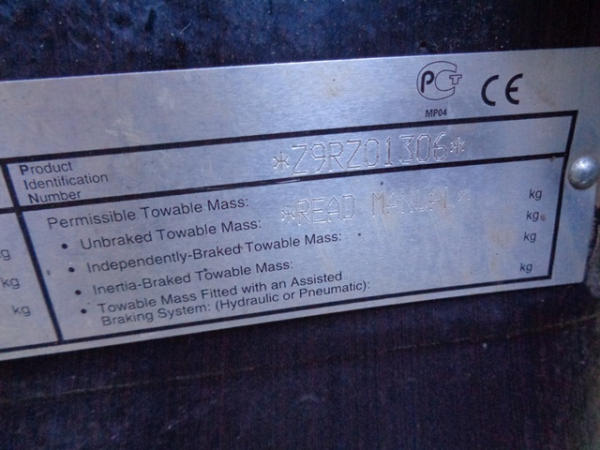 PCT CE
MP04
Product
Identification
Number
*Z9RZ01306*
Permissible Towable Mass: *READ MANUAL* kg
• Unbraked Towable Mass: kg
• Independently-Braked Towable Mass: kg
• Inertia-Braked Towable Mass: kg
• Towable Mass Fitted with an Assisted
Braking System: (Hydraulic or Pneumatic):
kg
kg
kg